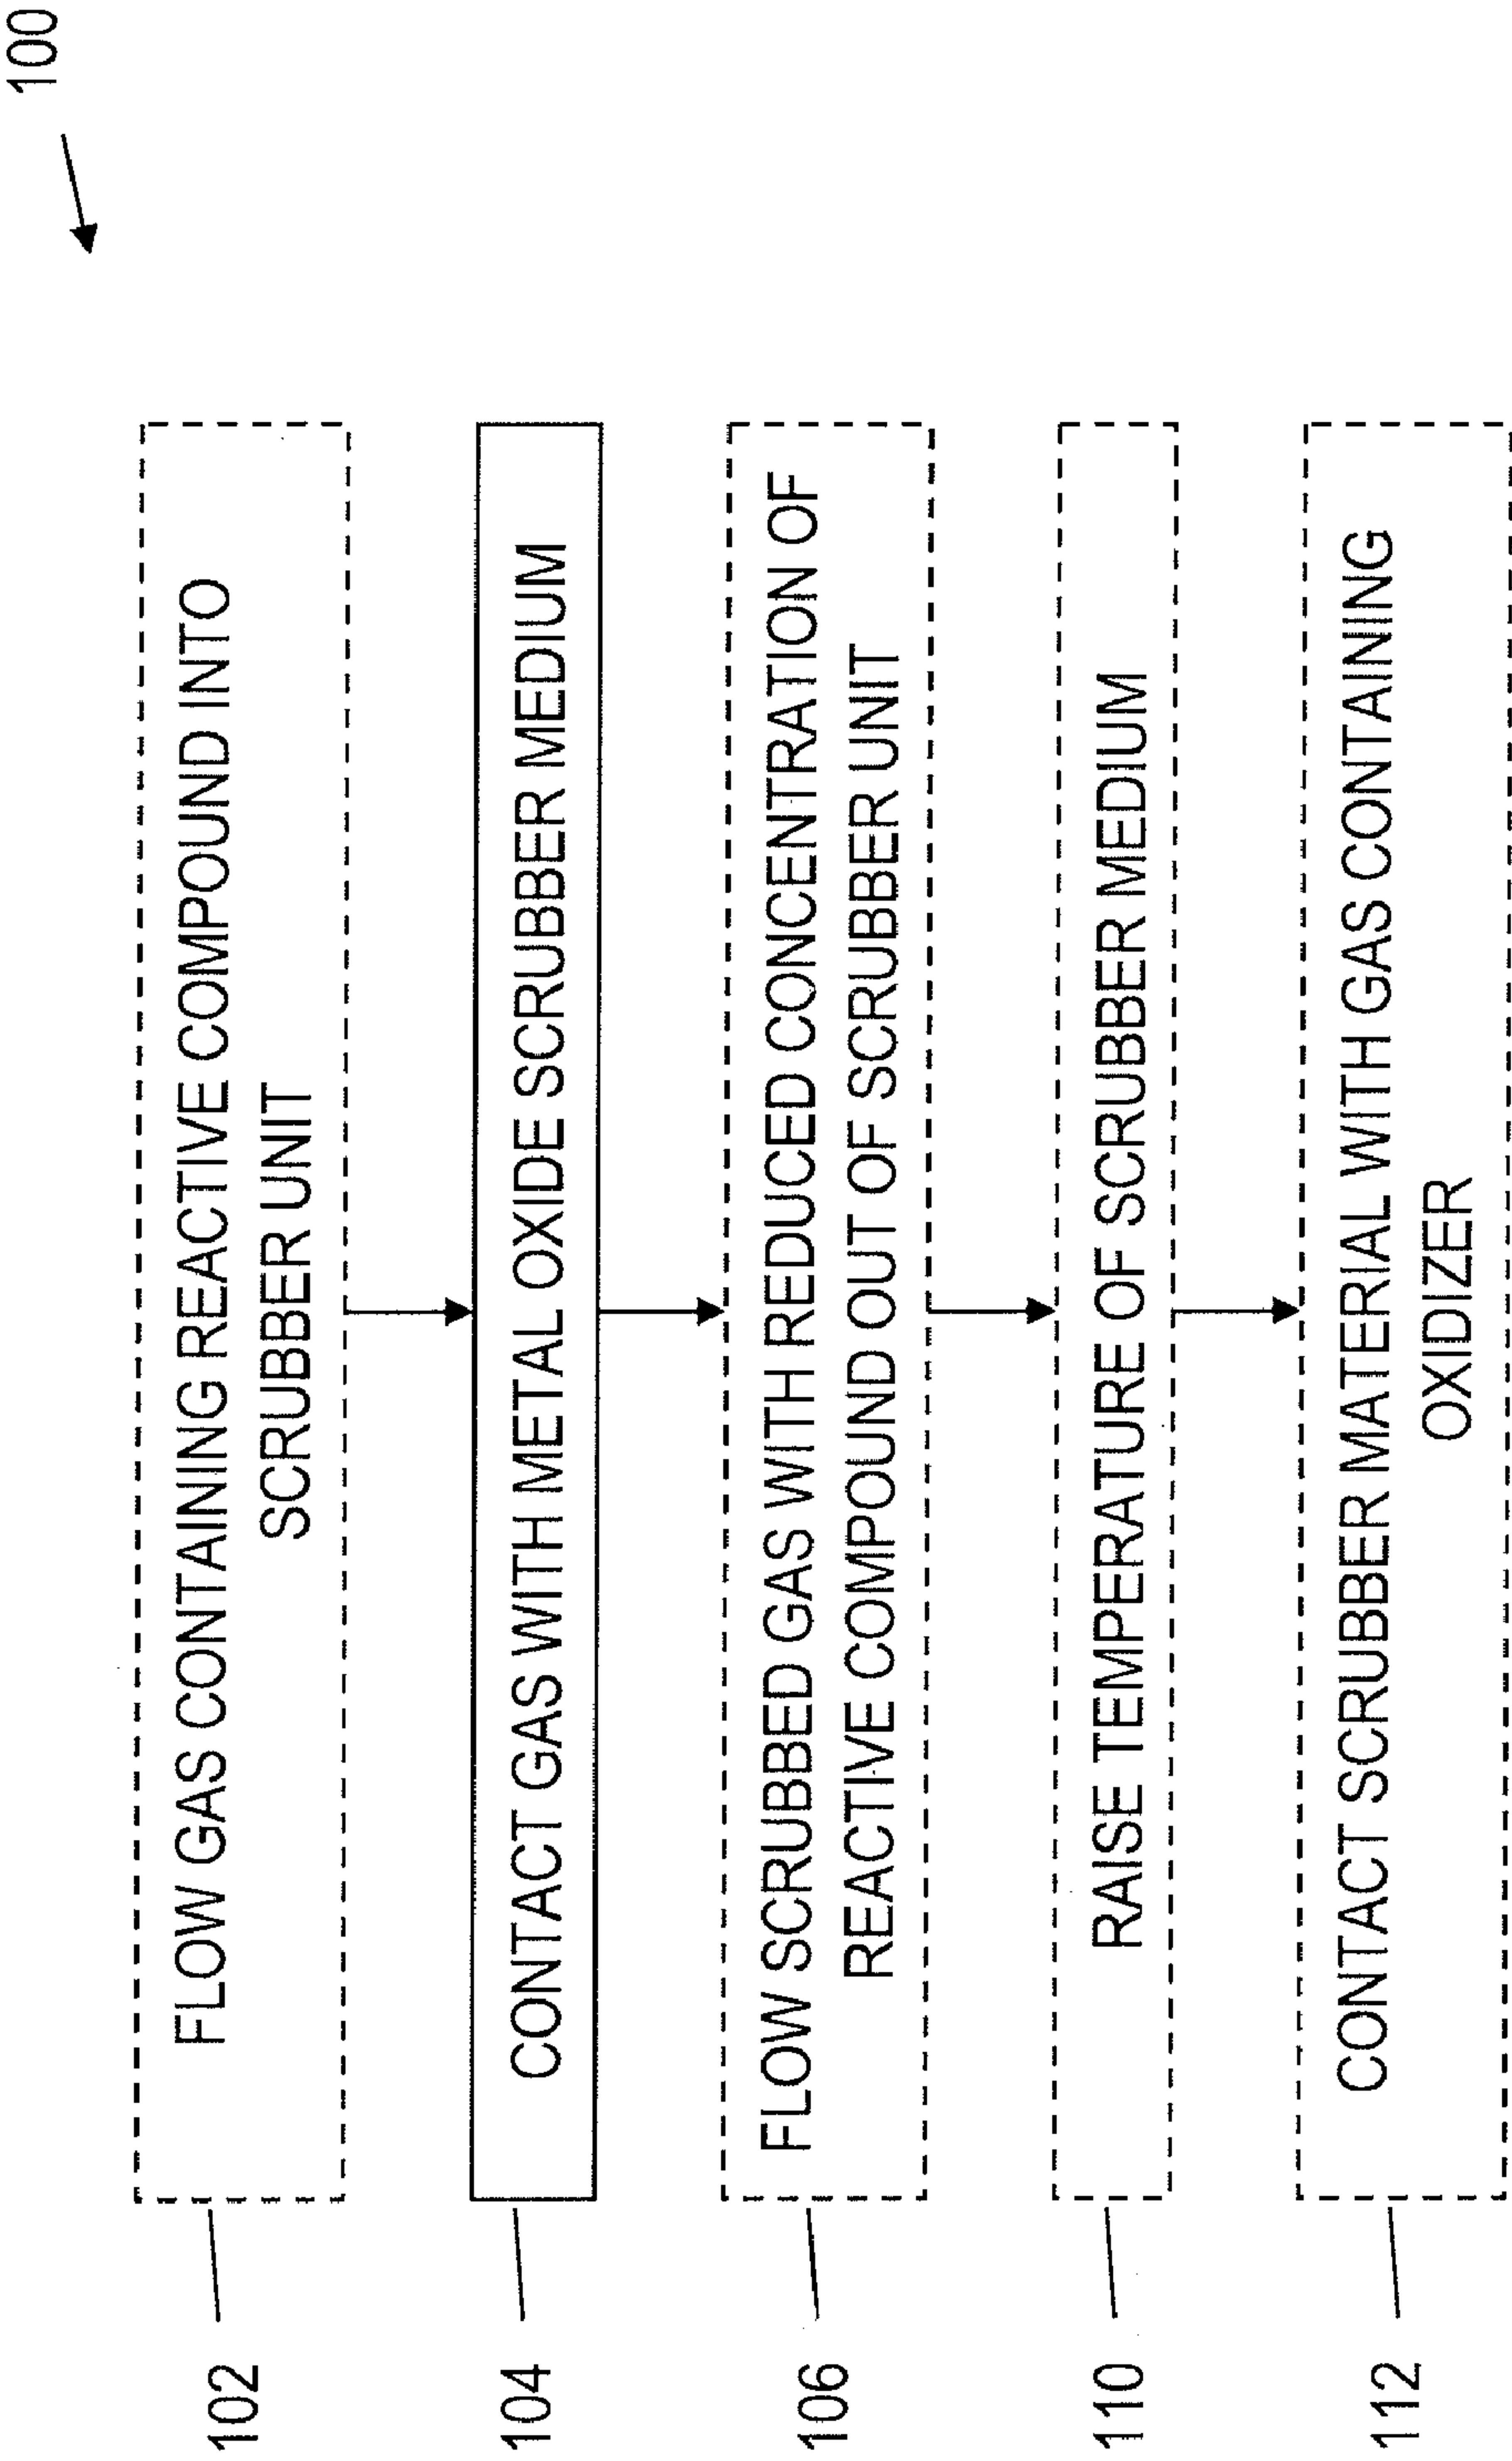 100
102
FLOW GAS CONTAINING REACTIVE COMPOUND INTO
SCRUBBER UNIT
104
CONTACT GAS WITH METAL OXIDE SCRUBBER MEDIUM
106
FLOW SCRUBBED GAS WITH REDUCED CONCENTRATION OF
REACTIVE COMPOUND OUT OF SCRUBBER UNIT
110
RAISE TEMPERATURE OF SCRUBBER MEDIUM
112
CONTACT SCRUBBER MATERIAL WITH GAS CONTAINING
OXIDIZER